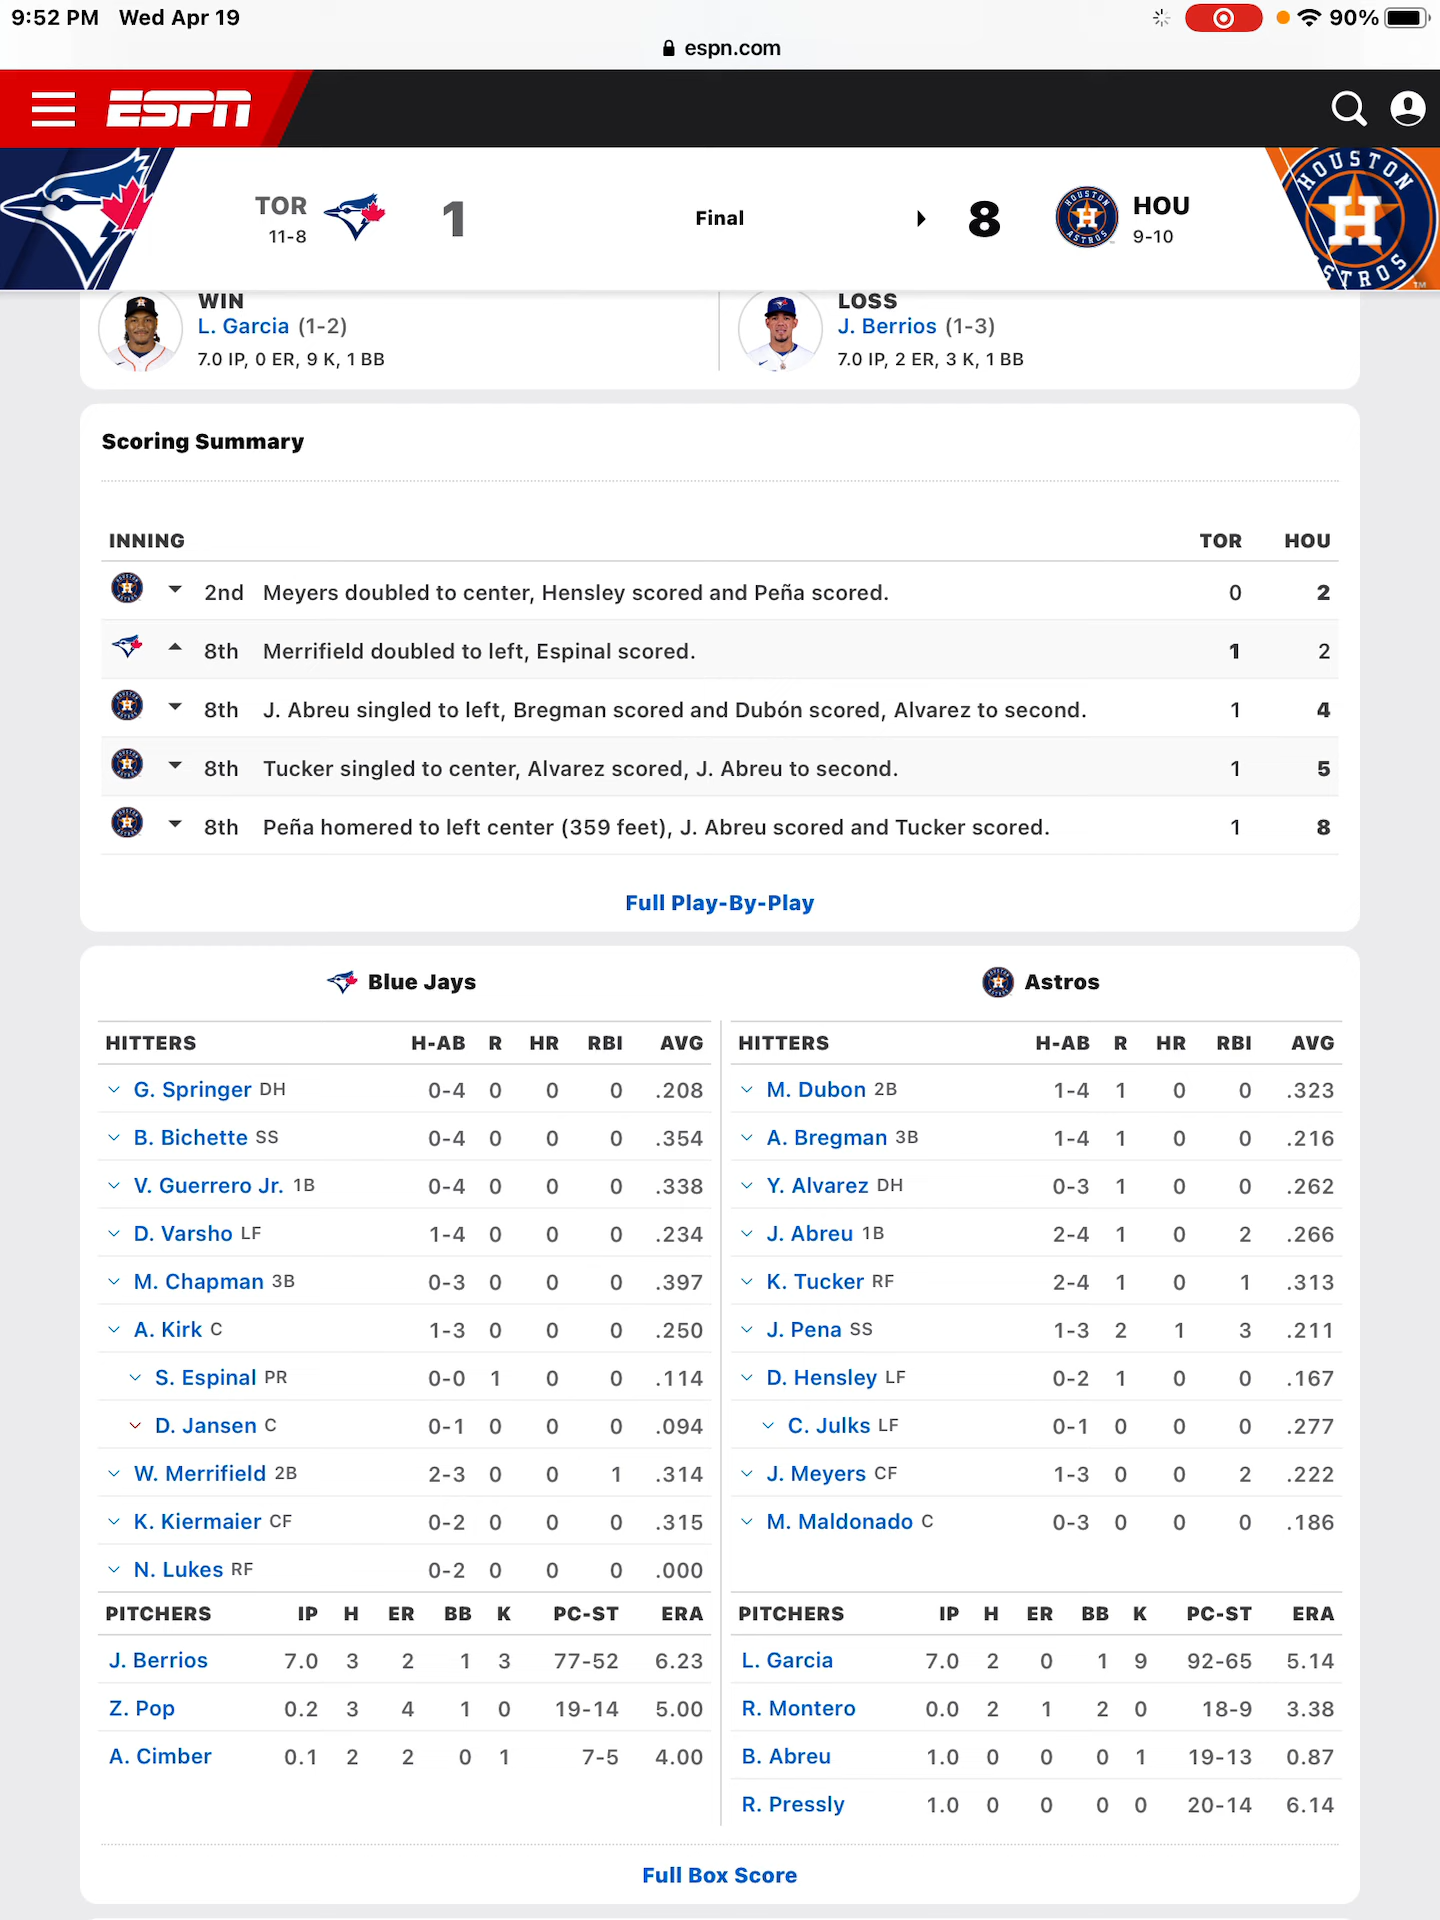 9:52 PM Wed Apr 19
90%
espn.com
ESPN
TOR
11-8
1
Final
8
HOU
9-10
HOUSTON
ASTROS
WIN
L. Garcia (1-2)
7.0 IP, 0 ER, 9 K, 1 BB
LOSS
J. Berrios (1-3)
7.0 IP, 2 ER, 3 K, 1 BB
Scoring Summary
INNING TOR HOU
2nd Meyers doubled to center, Hensley scored and Peña scored. 0 2
8th Merrifield doubled to left, Espinal scored. 1 2
8th J. Abreu singled to left, Bregman scored and Dubón scored, Alvarez to second. 1 4
8th Tucker singled to center, Alvarez scored, J. Abreu to second. 1 5
8th Peña homered to left center (359 feet), J. Abreu scored and Tucker scored. 1 8
Full Play-By-Play
Blue Jays
HITTERS H-AB R HR RBI AVG
G. Springer DH 0-4 0 0 0 .208
B. Bichette SS 0-4 0 0 0 .354
V. Guerrero Jr. 1B 0-4 0 0 0 .338
D. Varsho LF 1-4 0 0 0 .234
M. Chapman 3B 0-3 0 0 0 .397
A. Kirk C 1-3 0 0 0 .250
S. Espinal PR 0-0 1 0 0 .114
D. Jansen C 0-1 0 0 0 .094
W. Merrifield 2B 2-3 0 0 1 .314
K. Kiermaier CF 0-2 0 0 0 .315
N. Lukes RF 0-2 0 0 0 .000
PITCHERS IP H ER BB K PC-ST ERA
J. Berrios 7.0 3 2 1 3 77-52 6.23
Z. Pop 0.2 3 4 1 0 19-14 5.00
A. Cimber 0.1 2 2 0 1 7-5 4.00
Astros
HITTERS H-AB R HR RBI AVG
M. Dubon 2B 1-4 1 0 0 .323
A. Bregman 3B 1-4 1 0 0 .216
Y. Alvarez DH 0-3 1 0 0 .262
J. Abreu 1B 2-4 1 0 2 .266
K. Tucker RF 2-4 1 0 1 .313
J. Pena SS 1-3 2 1 3 .211
D. Hensley LF 0-2 1 0 0 .167
C. Julks LF 0-1 0 0 0 .277
J. Meyers CF 1-3 0 0 2 .222
M. Maldonado C 0-3 0 0 0 .186
PITCHERS IP H ER BB K PC-ST ERA
L. Garcia 7.0 2 0 1 9 92-65 5.14
R. Montero 0.0 2 1 2 0 18-9 3.38
B. Abreu 1.0 0 0 0 1 19-13 0.87
R. Pressly 1.0 0 0 0 0 20-14 6.14
Full Box Score